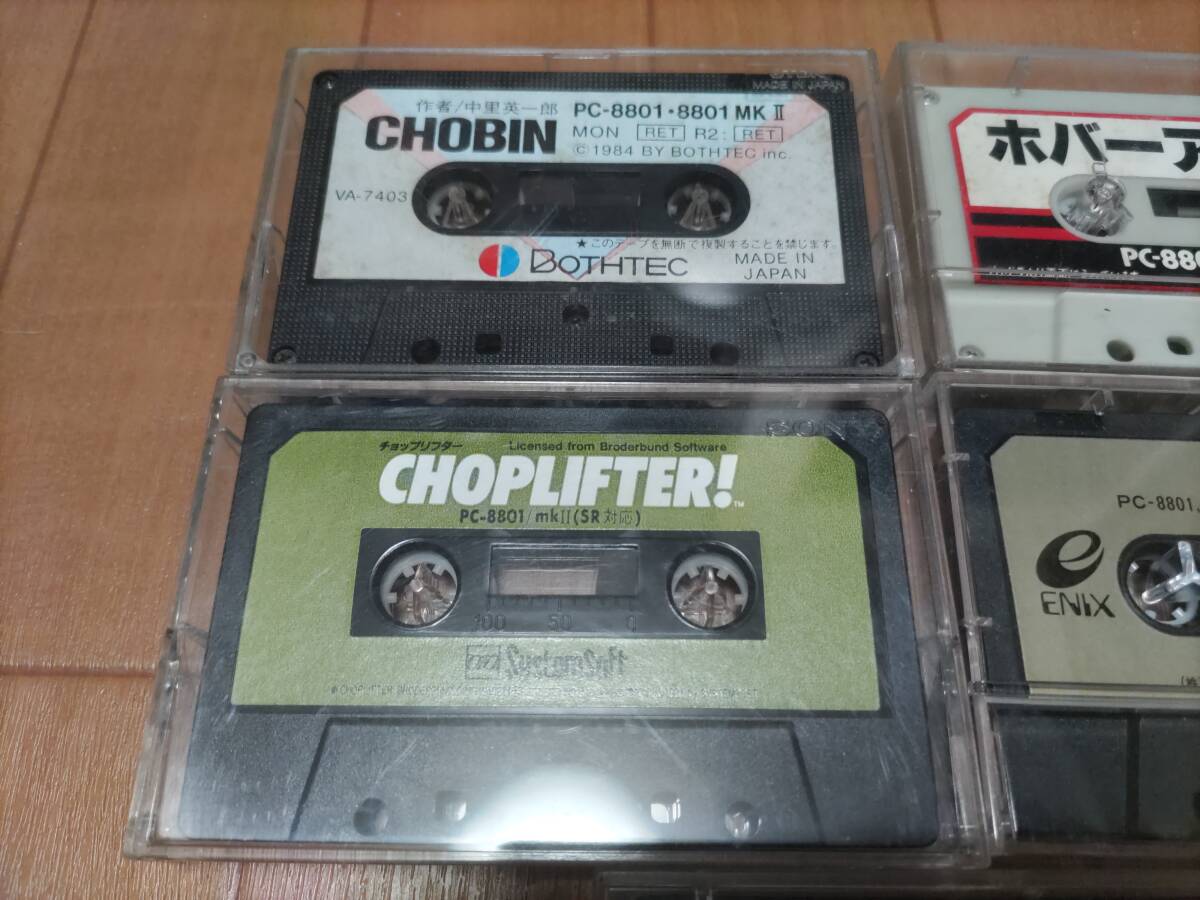 MADE IN JAPAN
作者/中里英一郎
PC-8801・8801MKⅡ
CHOBIN
MON RET R2: RET
©1984 BY BOTHTEC inc.
VA-7403
★このテープを無断で複製することを禁じます。
BOTHTEC
MADE IN
JAPAN
ホバーア
PC-880
チョップリフター
Licensed from Broderbund Software
CHOPLIFTER!™
PC-8801/mkII(SR対応)
100 50 0
SystemSoft
PC-8801,
ENIX